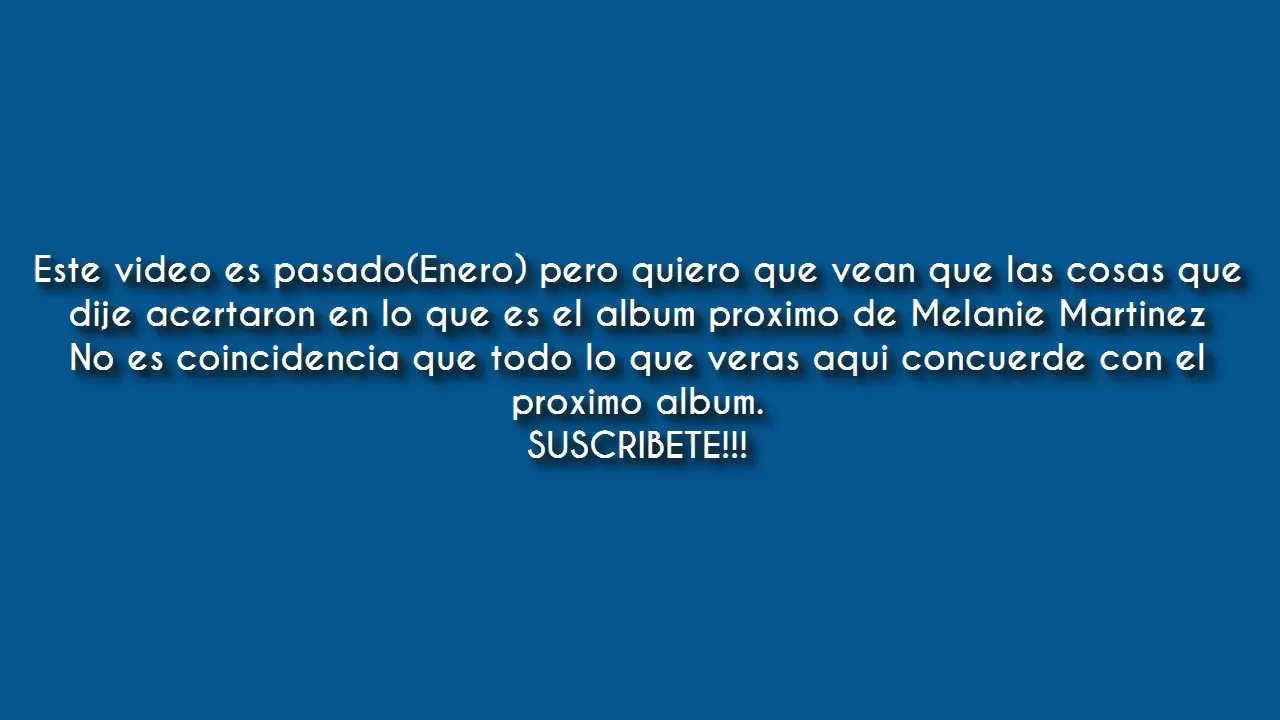 Este video es pasado(Enero) pero quiero que vean que las cosas que
dije acertaron en lo que es el album proximo de Melanie Martinez
No es coincidencia que todo lo que veras aqui concuerde con el
proximo album.
SUSCRIBETE!!!